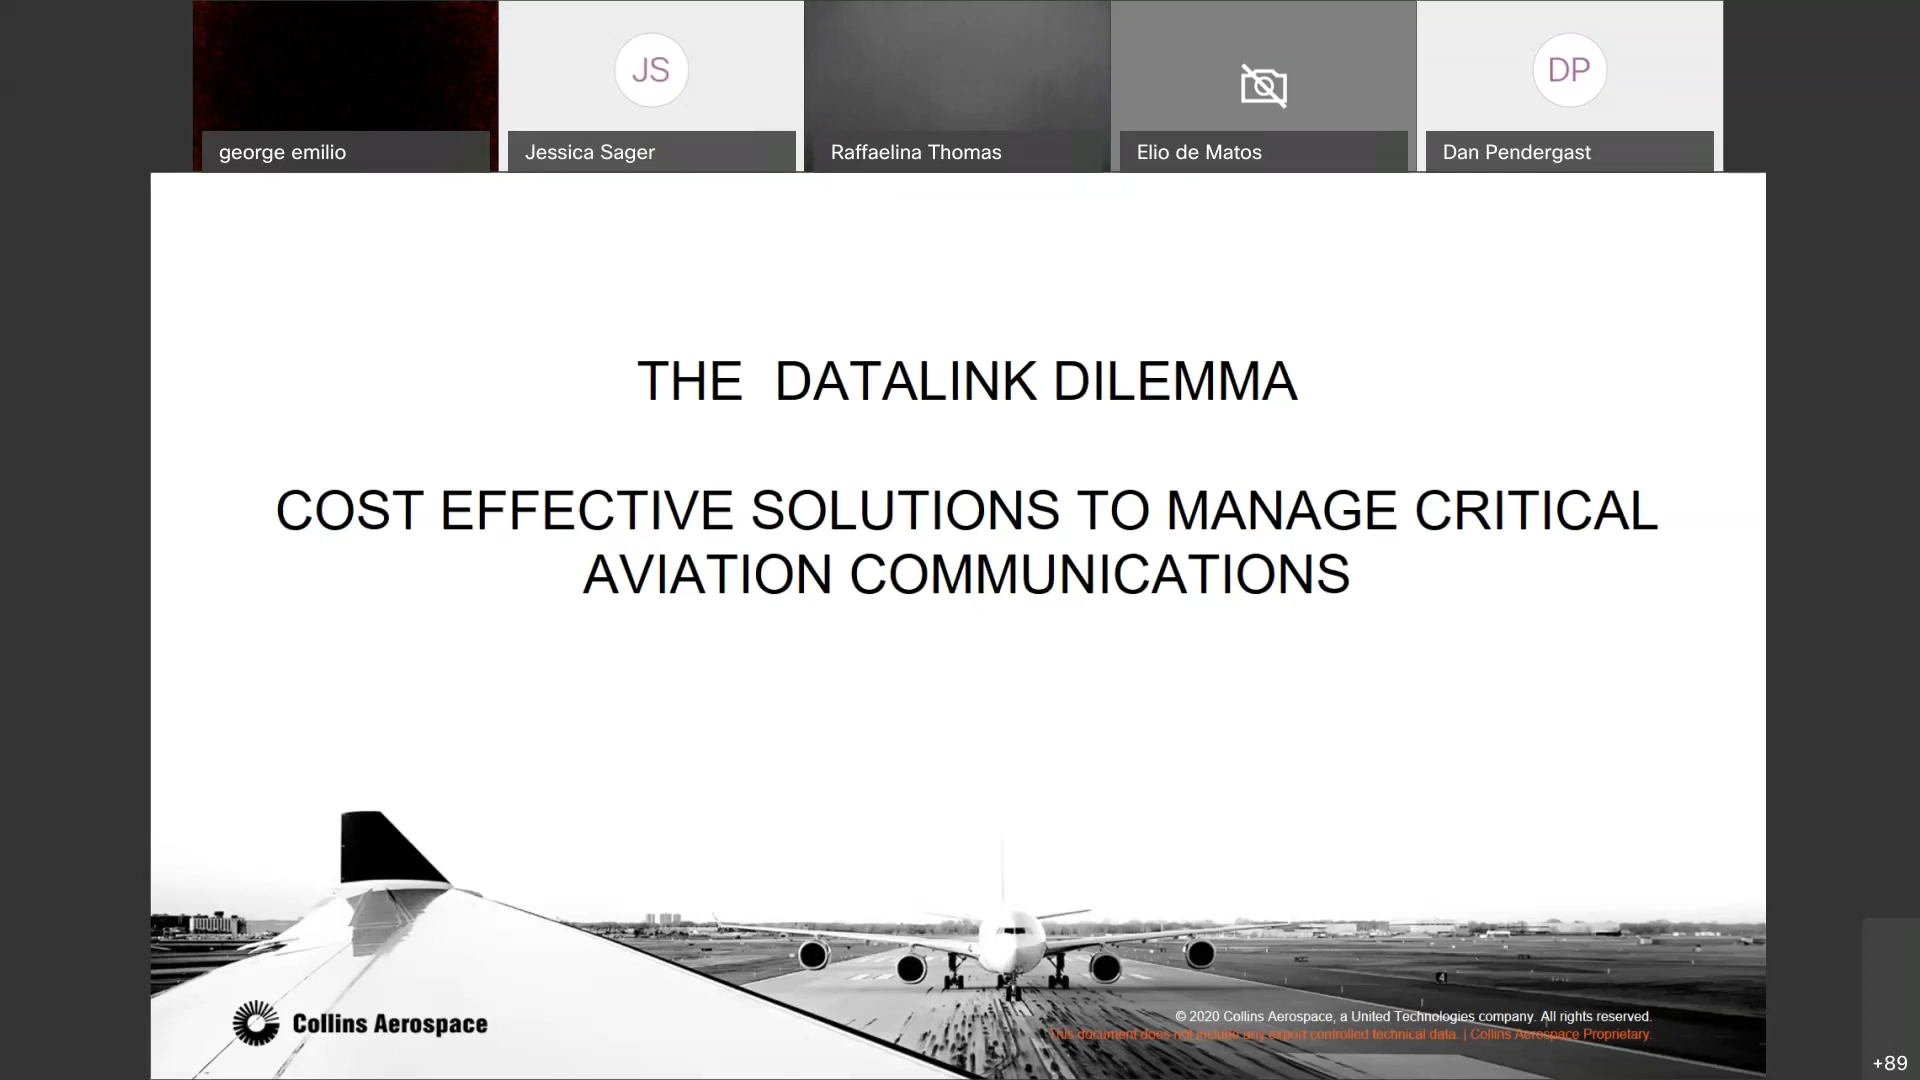 JS
DP
george emilio
Jessica Sager
Raffaelina Thomas
Elio de Matos
Dan Pendergast
THE  DATALINK DILEMMA
COST EFFECTIVE SOLUTIONS TO MANAGE CRITICAL
AVIATION COMMUNICATIONS
4
Collins Aerospace
© 2020 Collins Aerospace, a United Technologies company. All rights reserved.
This document does not include any export controlled technical data. | Collins Aerospace Proprietary.
+89